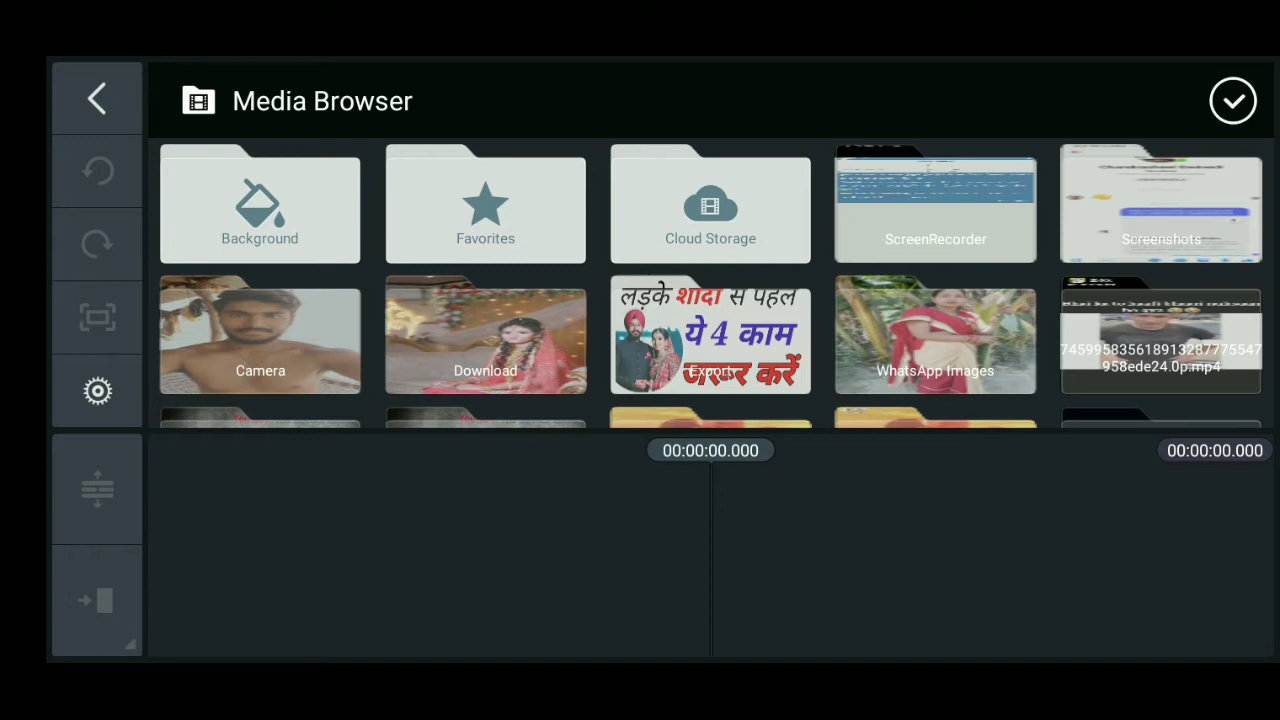 Media Browser
Background
Favorites
Cloud Storage
ScreenRecorder
Screenshots
Camera
Download
लड़के शादी से पहले
ये 4 काम
जरूर करें
Export
WhatsApp Images
74599583561891328777554​7
958ede24.0p.mp4
00:00:00.000
00:00:00.000